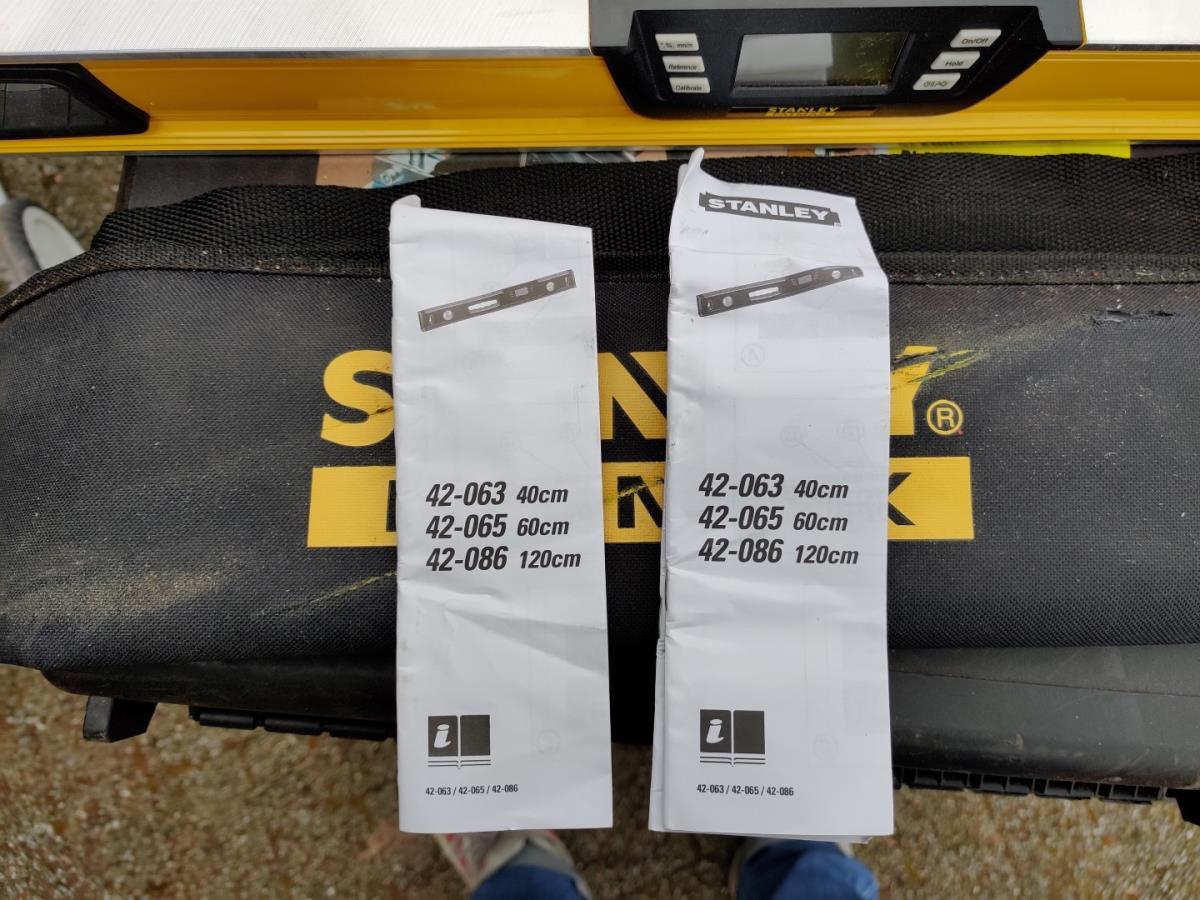 °, %, mm/m
Reference
Calibrate
On/Off
Hold
STANLEY
STANLEY
42-063 40cm
42-065 60cm
42-086 120cm
i
42-063 / 42-065 / 42-086
42-063 40cm
42-065 60cm
42-086 120cm
i
42-063 / 42-065 / 42-086
S N Y ®
N K